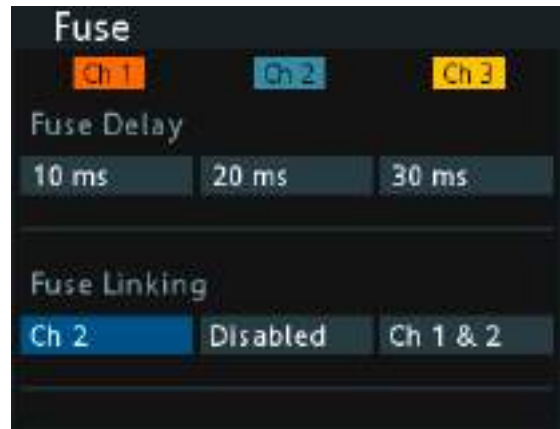 Fuse
Ch 1 Ch 2 Ch 3
Fuse Delay
10 ms 20 ms 30 ms
Fuse Linking
Ch 2 Disabled Ch 1 & 2